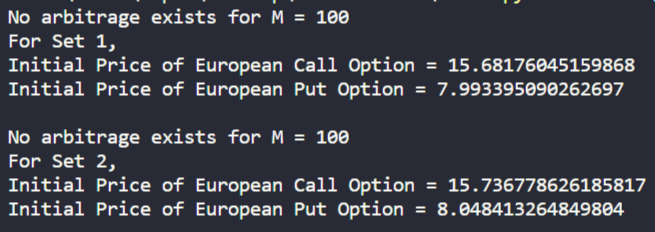 No arbitrage exists for M = 100
For Set 1,
Initial Price of European Call Option = 15.68176045159868
Initial Price of European Put Option = 7.993395090262697
No arbitrage exists for M = 100
For Set 2,
Initial Price of European Call Option = 15.736778626185817
Initial Price of European Put Option = 8.048413264849804